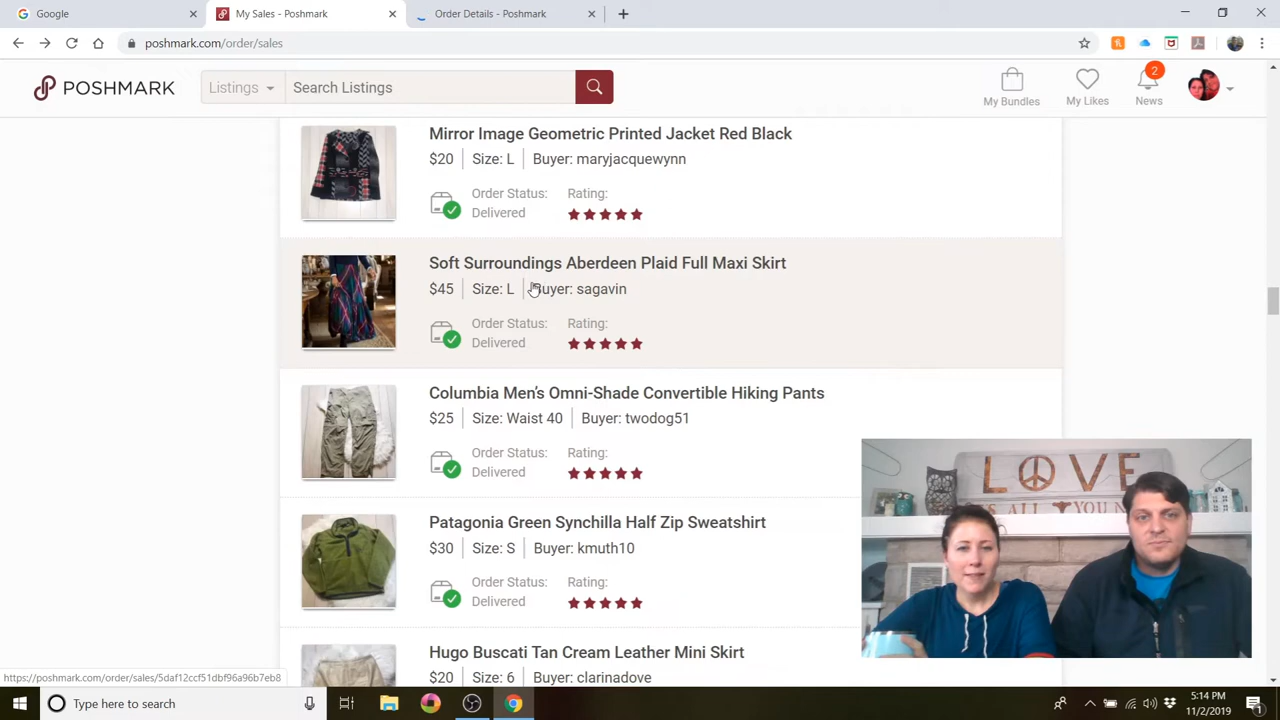 Google
My Sales - Poshmark
Order Details - Poshmark
poshmark.com/order/sales
POSHMARK
Listings
Search Listings
My Bundles
My Likes
2
News
Mirror Image Geometric Printed Jacket Red Black
$20 Size: L Buyer: maryjacquewynn
Order Status: Rating:
Delivered
Soft Surroundings Aberdeen Plaid Full Maxi Skirt
$45 Size: L Buyer: sagavin
Order Status: Rating:
Delivered
Columbia Men's Omni-Shade Convertible Hiking Pants
$25 Size: Waist 40 Buyer: twodog51
Order Status: Rating:
Delivered
Patagonia Green Synchilla Half Zip Sweatshirt
$30 Size: S Buyer: kmuth10
Order Status: Rating:
Delivered
Hugo Buscati Tan Cream Leather Mini Skirt
$20 Size: 6 Buyer: clarinadove
LOVE
ALL YOU
https://poshmark.com/order/sales/5daf12ccf51dbf96a96b7eb8
Type here to search
5:14 PM
11/2/2019
1